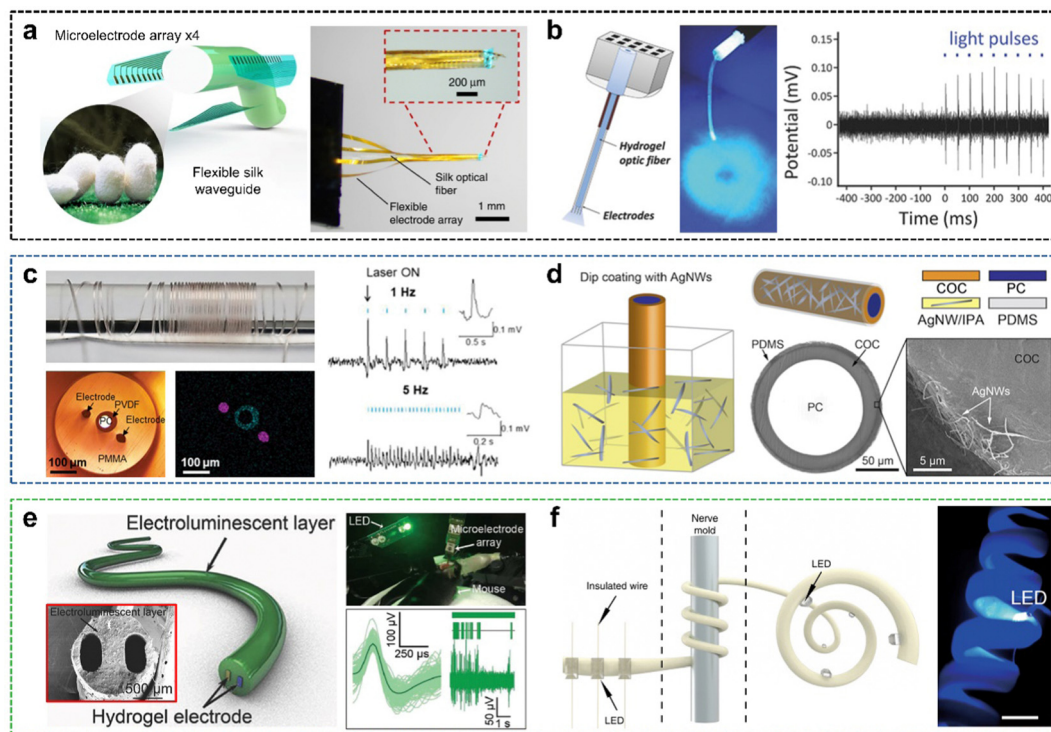 a
Microelectrode array x4
Flexible silk
waveguide
200 µm
Silk optical
fiber
Flexible
electrode array
1 mm
b
Hydrogel
optic fiber
Electrodes
light pulses
Potential (mV)
0.15
0.10
0.05
0
-0.05
-0.10
-400 -300 -200 -100 0 100 200 300 400
Time (ms)
c
Electrode
PVDF
PC
Electrode
PMMA
100 µm
100 µm
Laser ON
1 Hz
0.1 mV
0.5 s
5 Hz
0.1 mV
0.2 s
d
Dip coating with AgNWs
COC
PC
AgNW/IPA
PDMS
PDMS
COC
PC
50 µm
COC
AgNWs
5 µm
e
Electroluminescent layer
Electroluminescent layer
500 µm
Hydrogel electrode
LED
Microelectrode
array
Mouse
100 µV
250 µs
50 µV
1 s
f
Nerve
mold
Insulated wire
LED
LED
LED